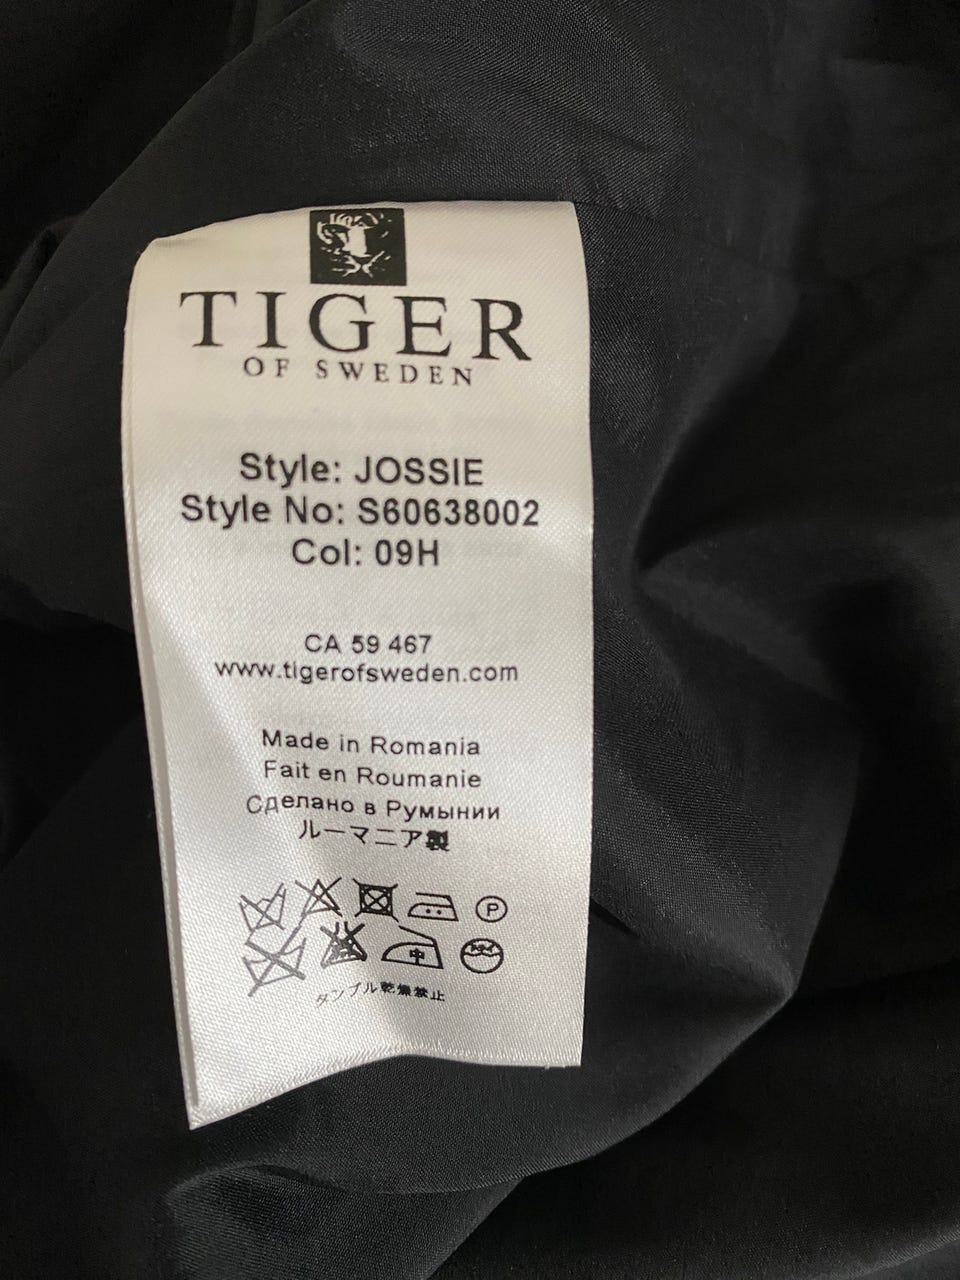 TIGER
OF SWEDEN
Style: JOSSIE
Style No: S60638002
Col: 09H
CA 59 467
www.tigerofsweden.com
Made in Romania
Fait en Roumanie
Сделано в Румынии
ルーマニア製
P
中
タンブル乾燥禁止